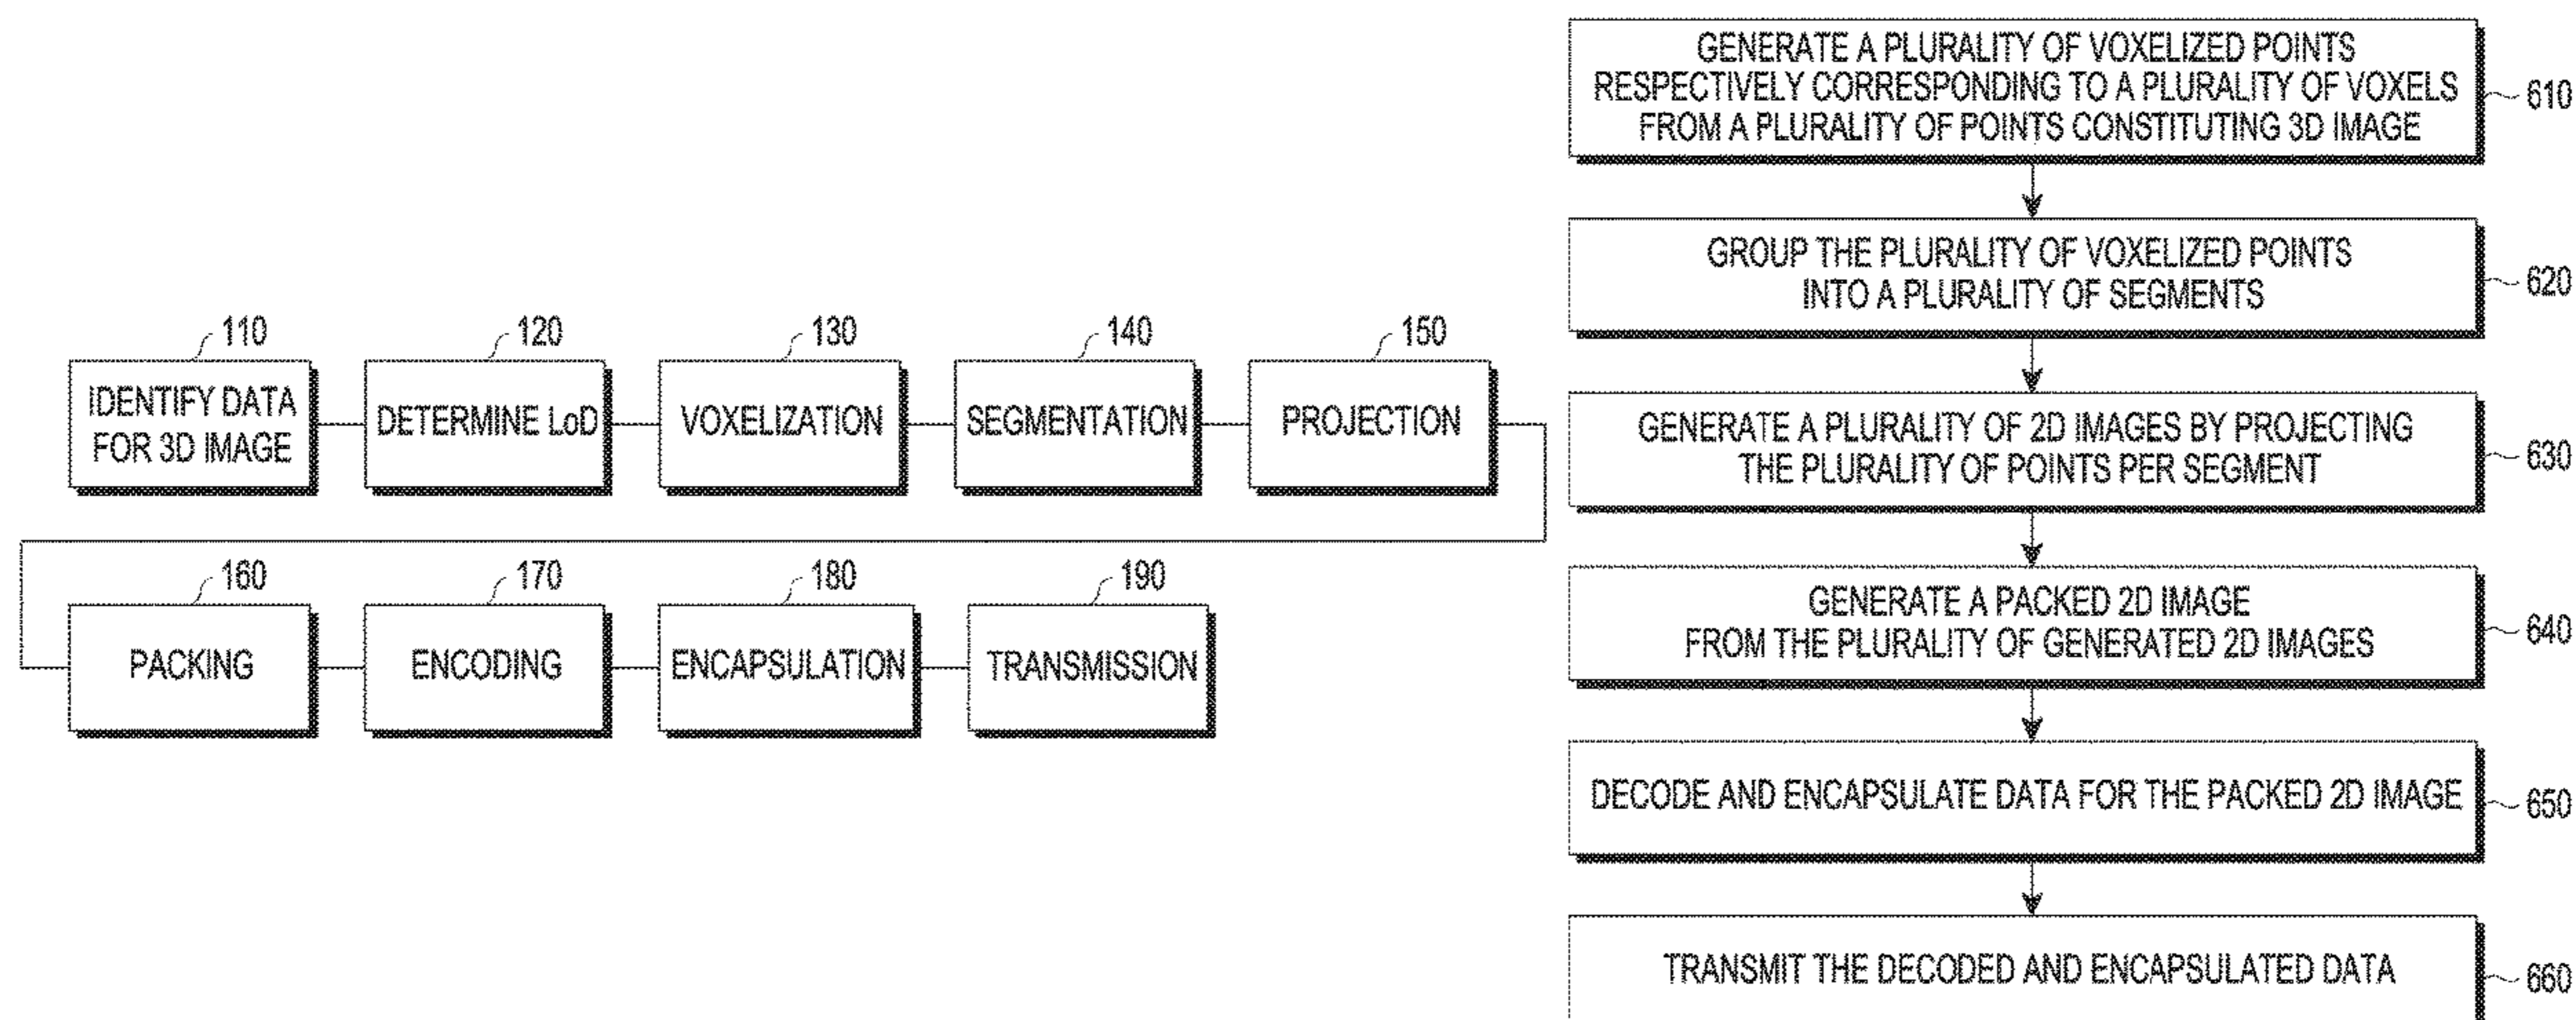 110
IDENTIFY DATA
FOR 3D IMAGE
120
DETERMINE LoD
130
VOXELIZATION
140
SEGMENTATION
150
PROJECTION
160
PACKING
170
ENCODING
180
ENCAPSULATION
190
TRANSMISSION
GENERATE A PLURALITY OF VOXELIZED POINTS
RESPECTIVELY CORRESPONDING TO A PLURALITY OF VOXELS
FROM A PLURALITY OF POINTS CONSTITUTING 3D IMAGE
610
GROUP THE PLURALITY OF VOXELIZED POINTS
INTO A PLURALITY OF SEGMENTS
620
GENERATE A PLURALITY OF 2D IMAGES BY PROJECTING
THE PLURALITY OF POINTS PER SEGMENT
630
GENERATE A PACKED 2D IMAGE
FROM THE PLURALITY OF GENERATED 2D IMAGES
640
DECODE AND ENCAPSULATE DATA FOR THE PACKED 2D IMAGE
650
TRANSMIT THE DECODED AND ENCAPSULATED DATA
660